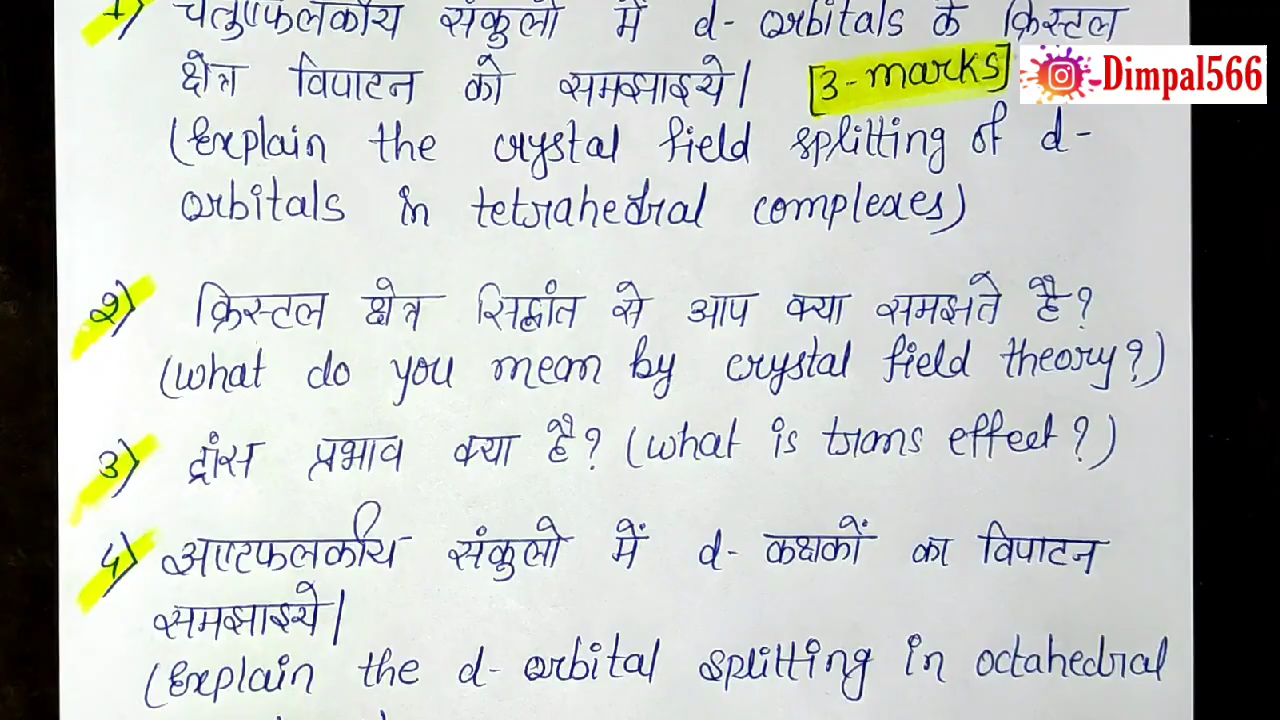 1) चतुष्फलकीय संकुलो में d- orbitals के क्रिस्टल
क्षेत्र विपाटन को समझाइये। [3-marks]
Dimpal566
(Explain the crystal field splitting of d-
orbitals in tetrahedral complexes)
2) क्रिस्टल क्षेत्र सिद्धांत से आप क्या समझते है?
(What do you mean by crystal field theory?)
3) ट्रांस प्रभाव क्या है? (What is trans effect?)
4) अष्टफलकीय संकुलो में d- कक्षकों का विपाटन
समझाइये।
(Explain the d-orbital splitting in octahedral